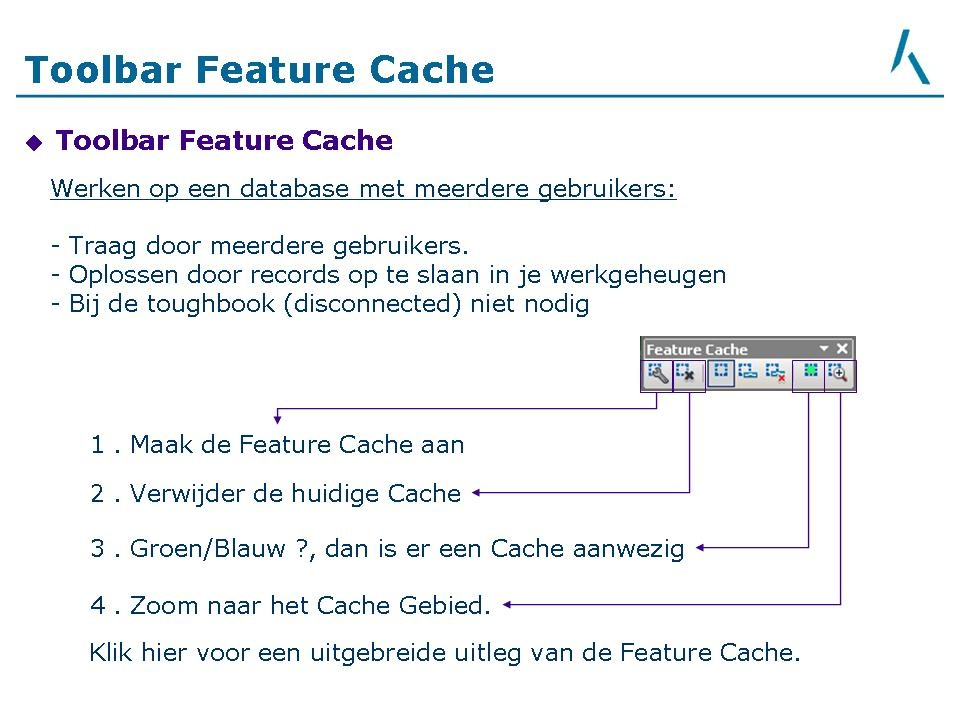 Toolbar Feature Cache
Toolbar Feature Cache
Werken op een database met meerdere gebruikers:
- Traag door meerdere gebruikers.
- Oplossen door records op te slaan in je werkgeheugen
- Bij de toughbook (disconnected) niet nodig
Feature Cache
1 . Maak de Feature Cache aan
2 . Verwijder de huidige Cache
3 . Groen/Blauw ?, dan is er een Cache aanwezig
4 . Zoom naar het Cache Gebied.
Klik hier voor een uitgebreide uitleg van de Feature Cache.